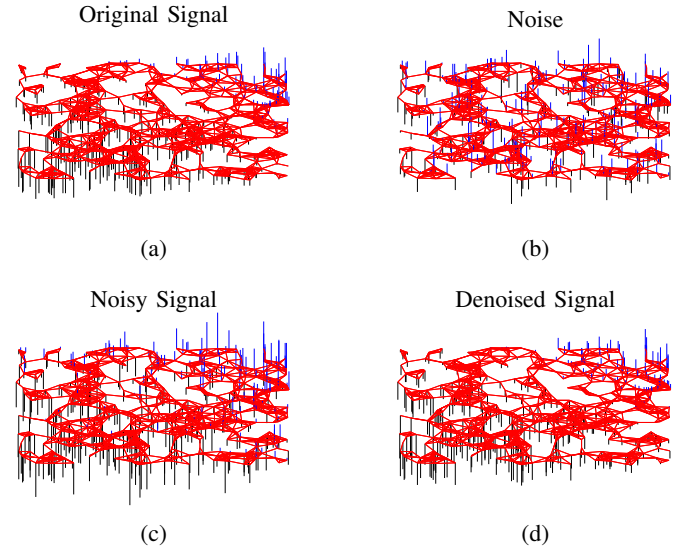 Original Signal
Noise
(a)
(b)
Noisy Signal
Denoised Signal
(c)
(d)